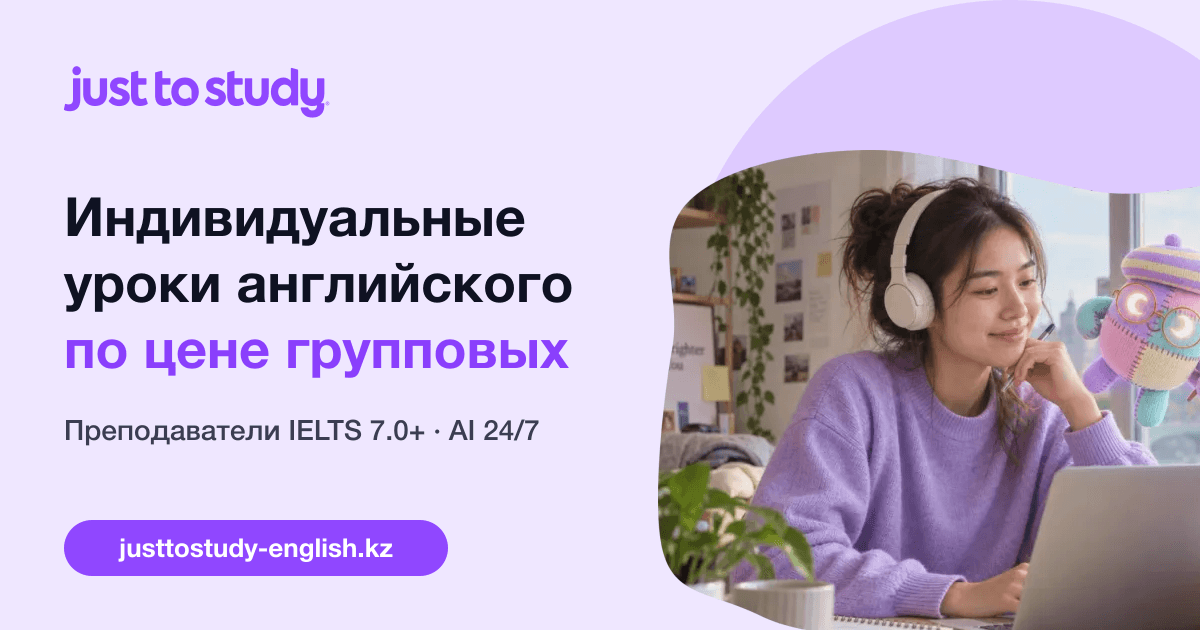 just to study
Индивидуальные
уроки английского
по цене групповых
Преподаватели IELTS 7.0+ · AI 24/7
justtostudy-english.kz